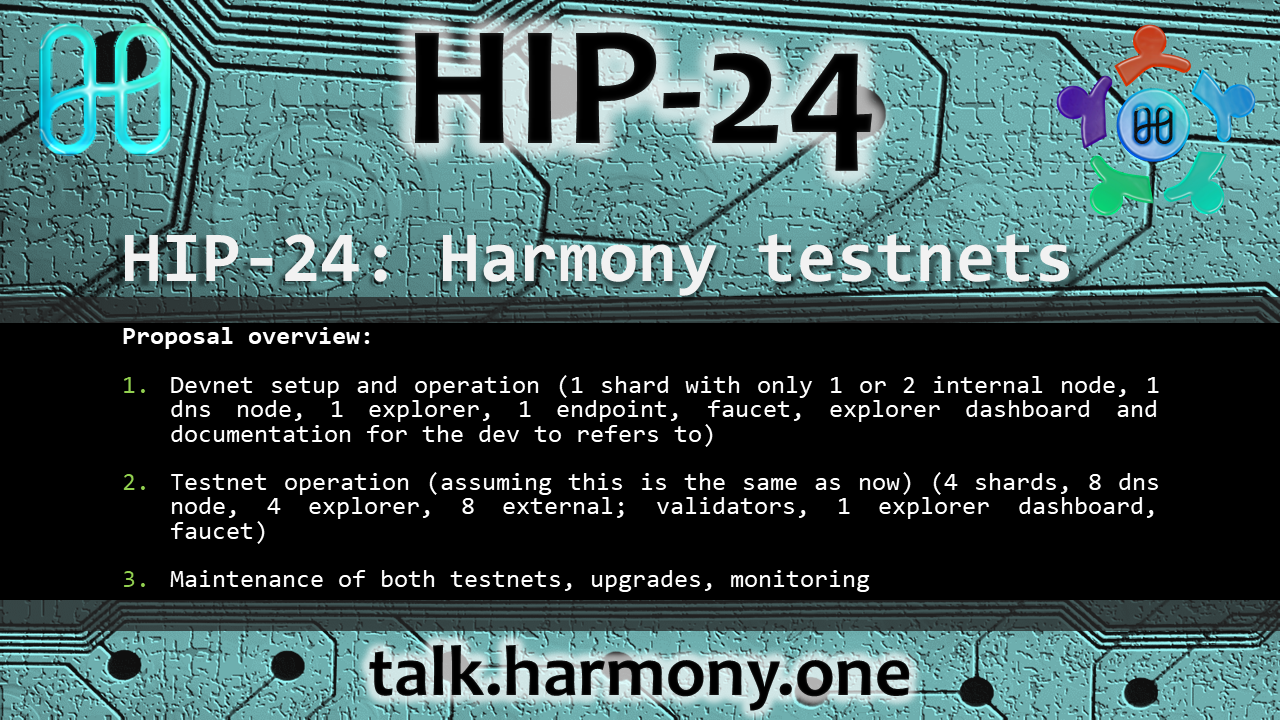 HIP-24
HIP-24: Harmony testnets
Proposal overview:
1. Devnet setup and operation (1 shard with only 1 or 2 internal node, 1
dns node, 1 explorer, 1 endpoint, faucet, explorer dashboard and
documentation for the dev to refers to)
2. Testnet operation (assuming this is the same as now) (4 shards, 8 dns
node, 4 explorer, 8 external; validators, 1 explorer dashboard,
faucet)
3. Maintenance of both testnets, upgrades, monitoring
talk.harmony.one